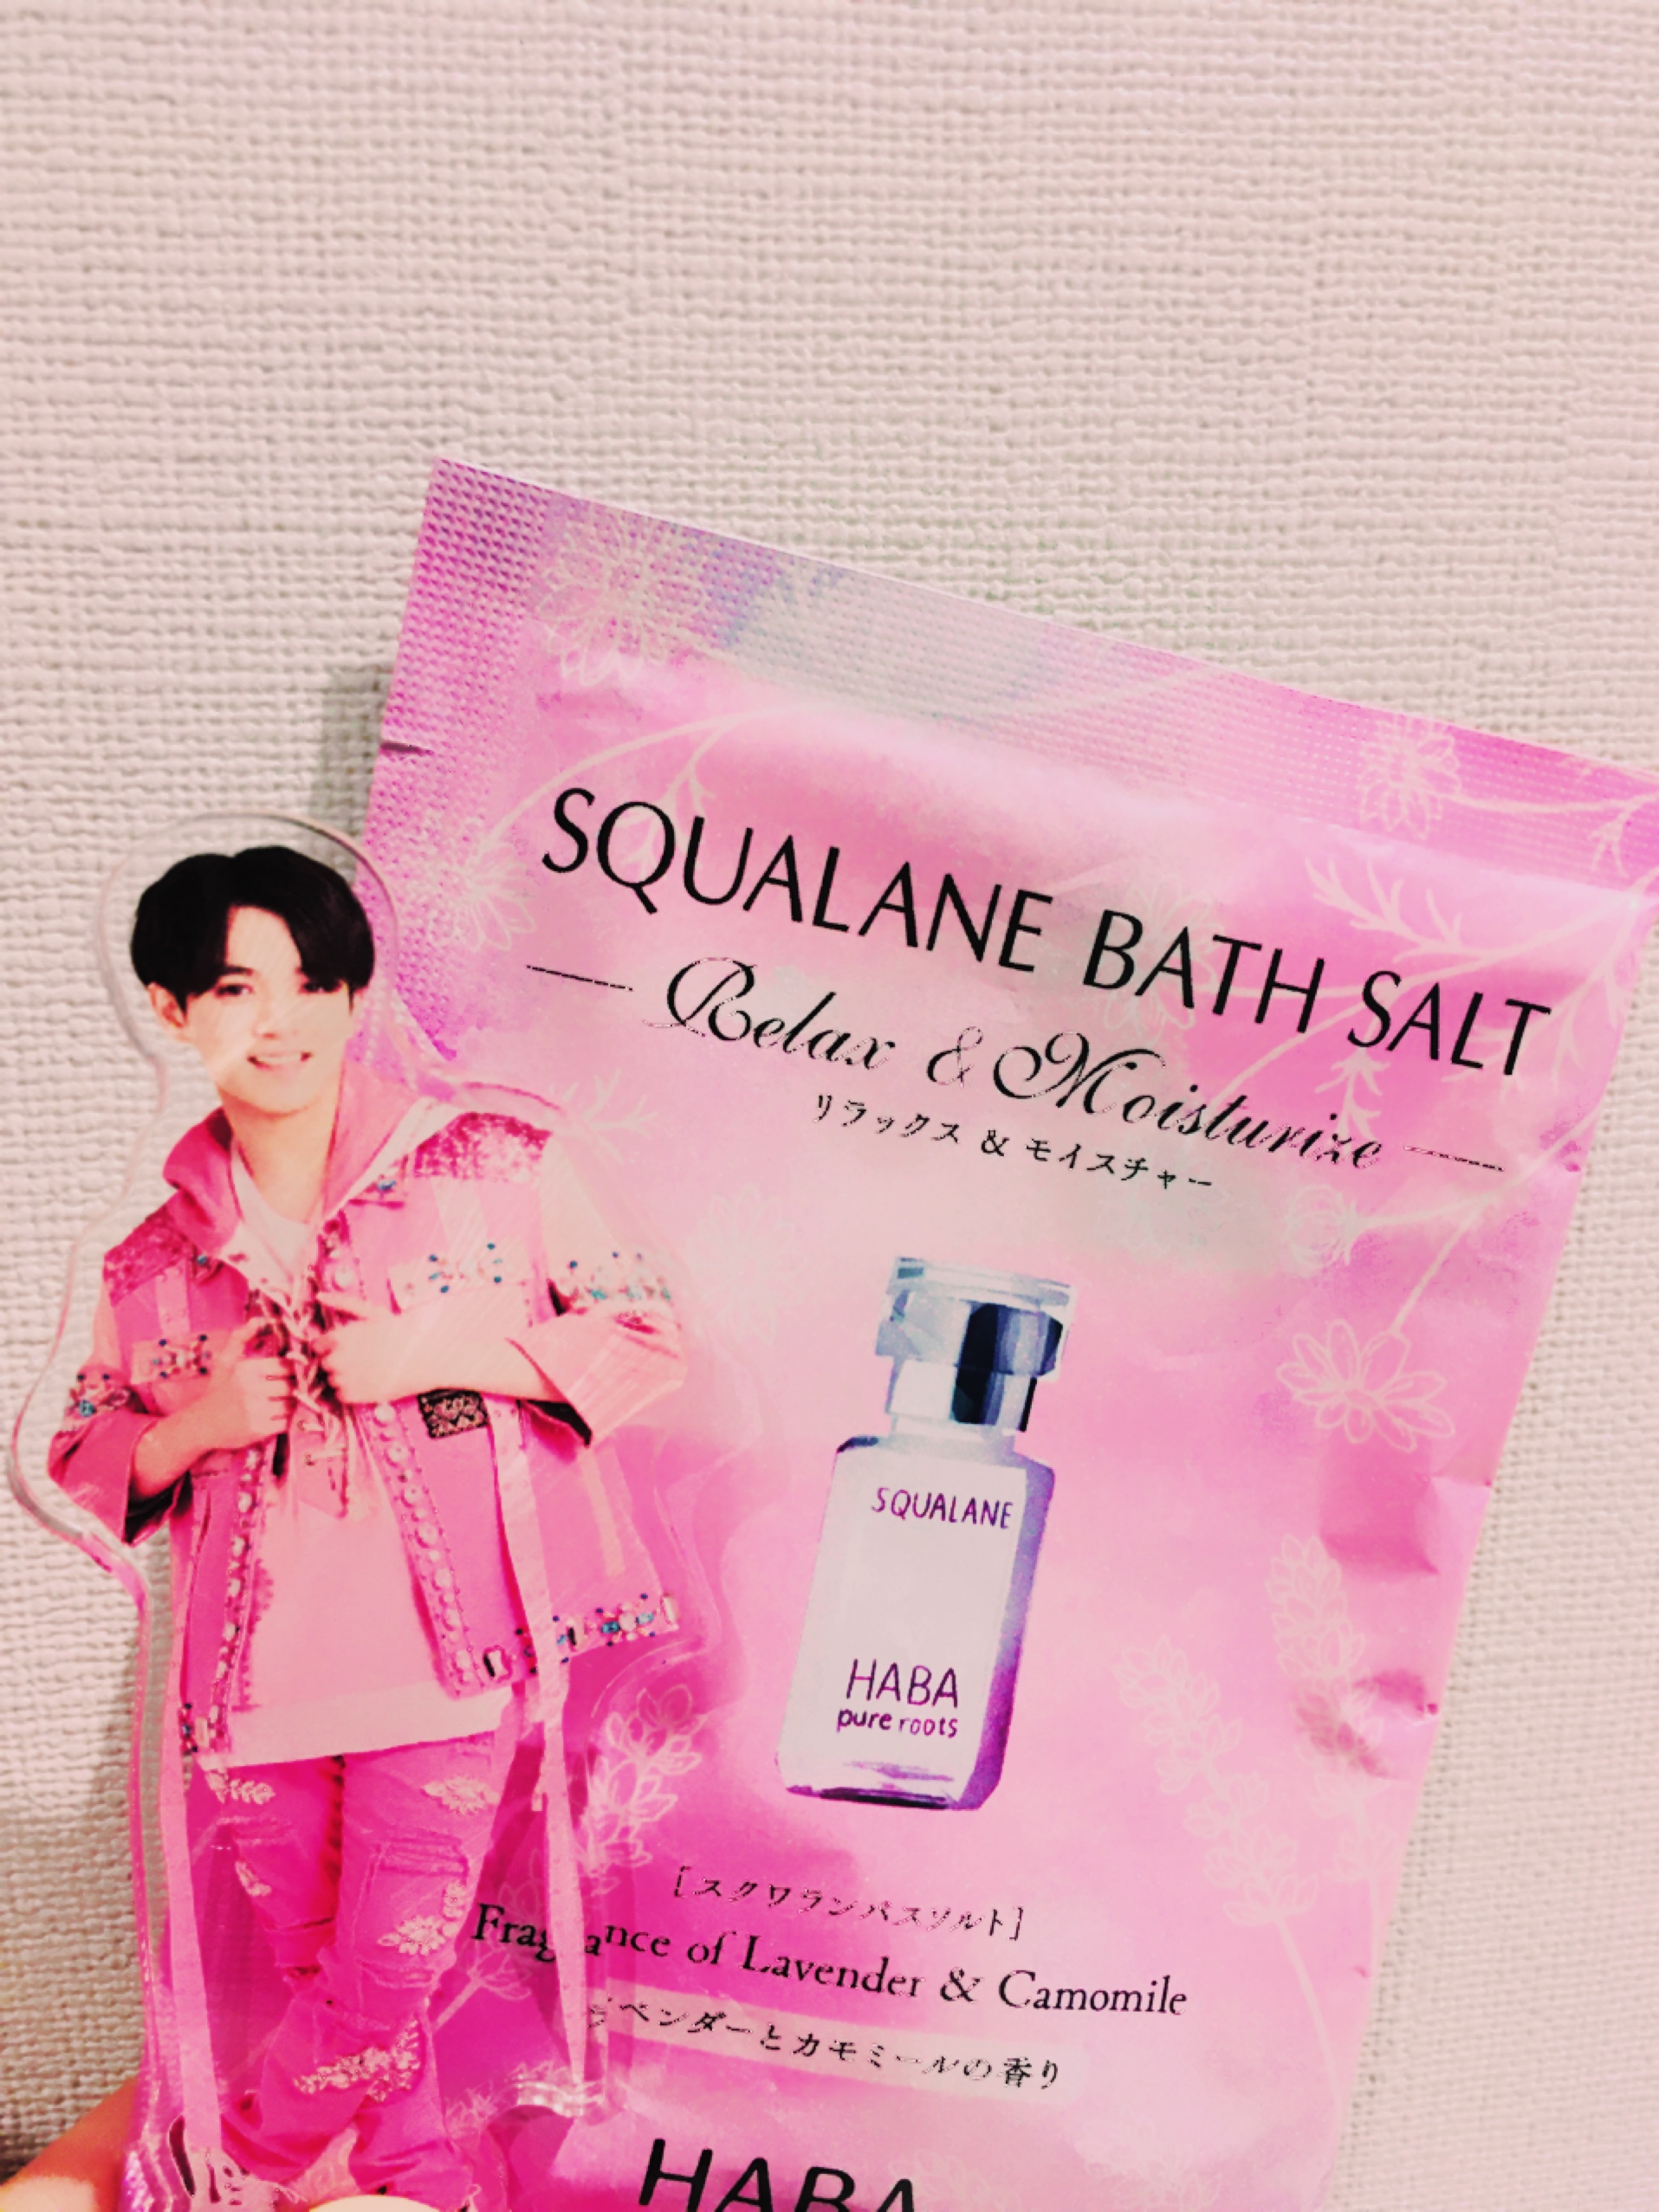 SQUALANE BATH SALT
Relax & Moisturize
リラックス & モイスチャー
SQUALANE
HABA
pure roots
[スクワランバスソルト]
Fragrance of Lavender & Camomile
ラベンダーとカモミールの香り
HABA